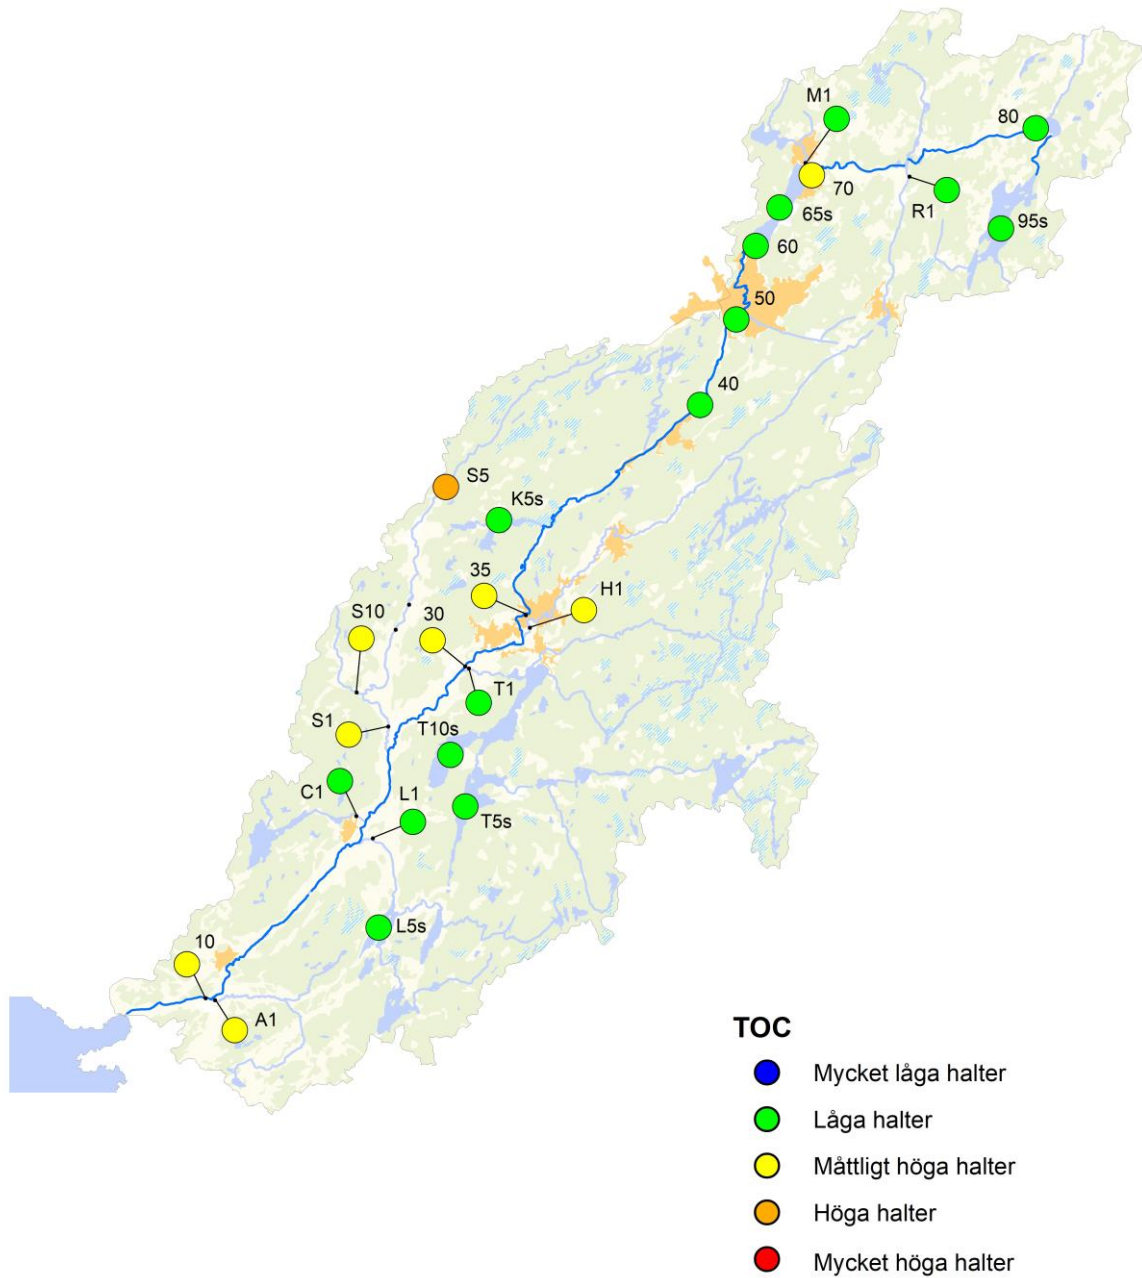 M1
80
70
R1
65s
95s
60
50
40
S5
K5s
35
H1
S10
30
T1
S1
T10s
C1
L1
T5s
L5s
10
A1
TOC
Mycket låga halter
Låga halter
Måttligt höga halter
Höga halter
Mycket höga halter